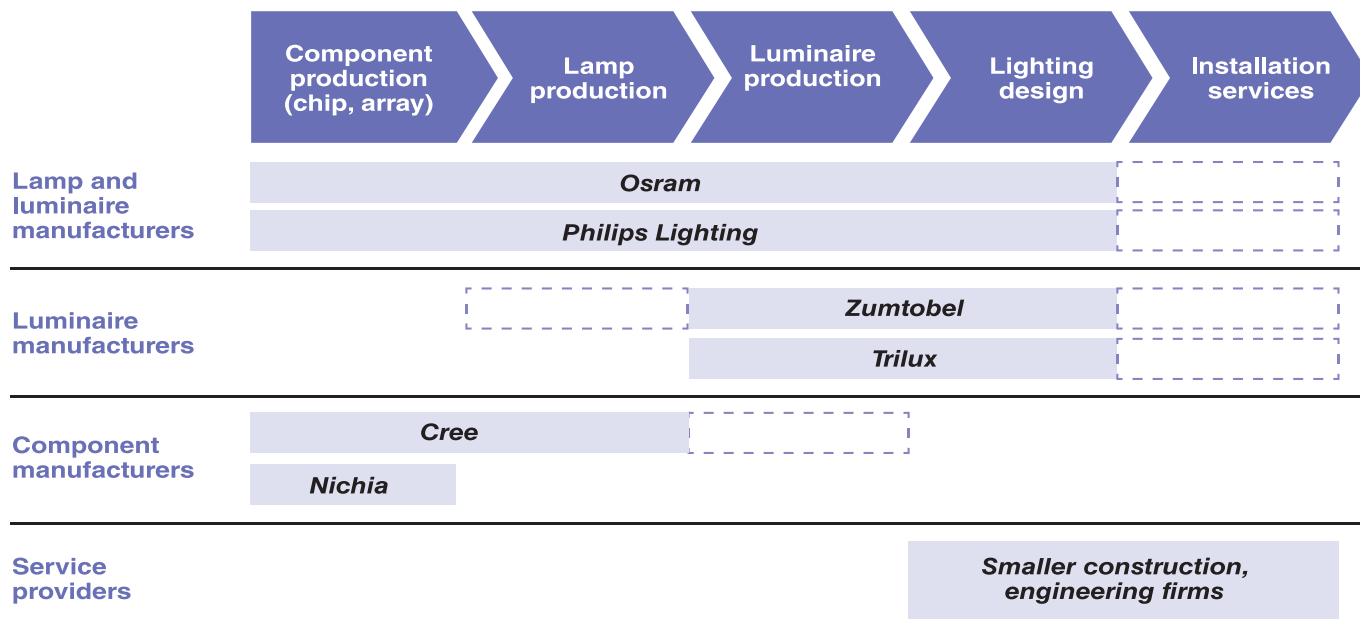 Component
production
(chip, array)
Lamp
production
Luminaire
production
Lighting
design
Installation
services
Lamp and
luminaire
manufacturers
Osram
Philips Lighting
Luminaire
manufacturers
Zumtobel
Trilux
Component
manufacturers
Cree
Nichia
Service
providers
Smaller construction,
engineering firms